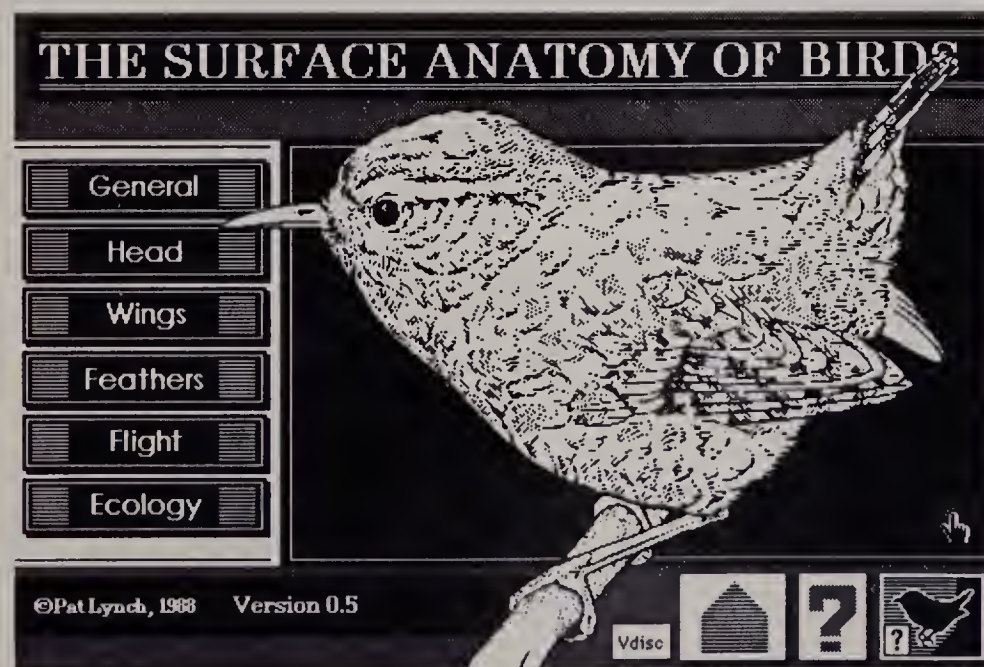 THE SURFACE ANATOMY OF BIRDS
General
Head
Wings
Feathers
Flight
Ecology
©Pat Lynch, 1988 Version 0.5
Vdisc
?
?